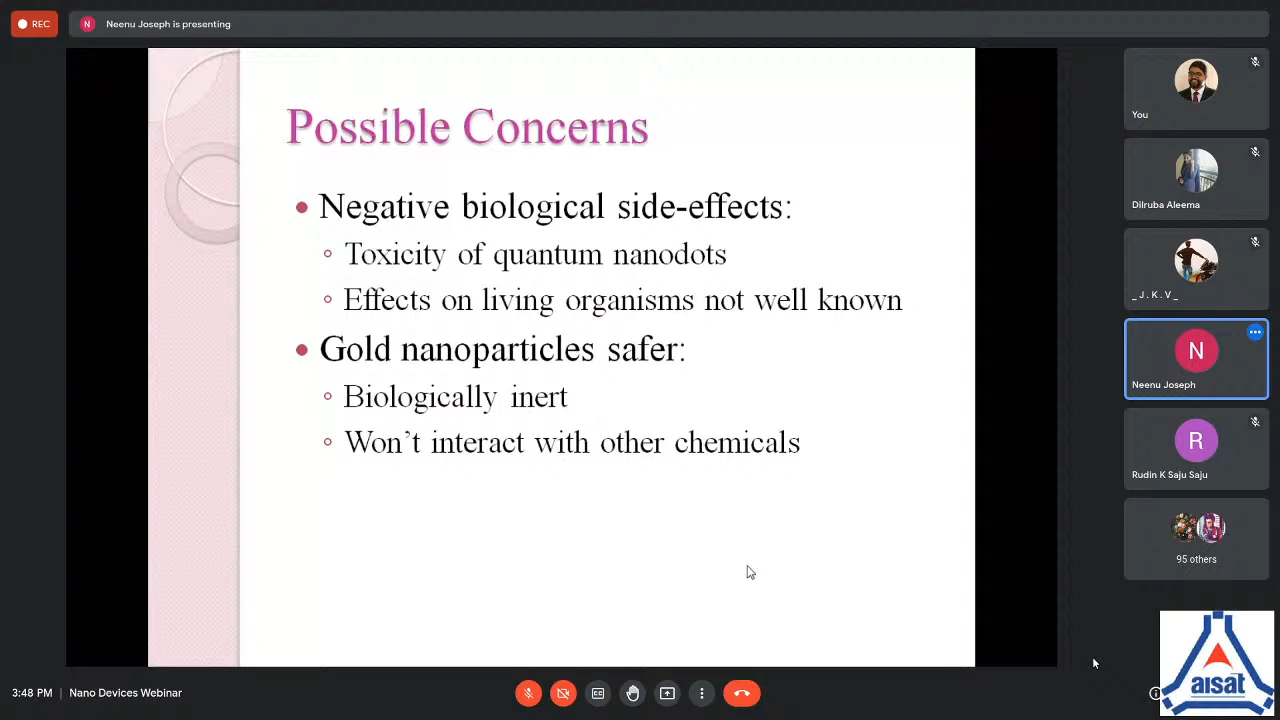 REC
N
Neenu Joseph is presenting
Possible Concerns
Negative biological side-effects:
Toxicity of quantum nanodots
Effects on living organisms not well known
Gold nanoparticles safer:
Biologically inert
Won't interact with other chemicals
You
Dilruba Aleema
_ J . K . V _
N
Neenu Joseph
R
Rudin K Saju Saju
95 others
aisat
3:48 PM | Nano Devices Webinar